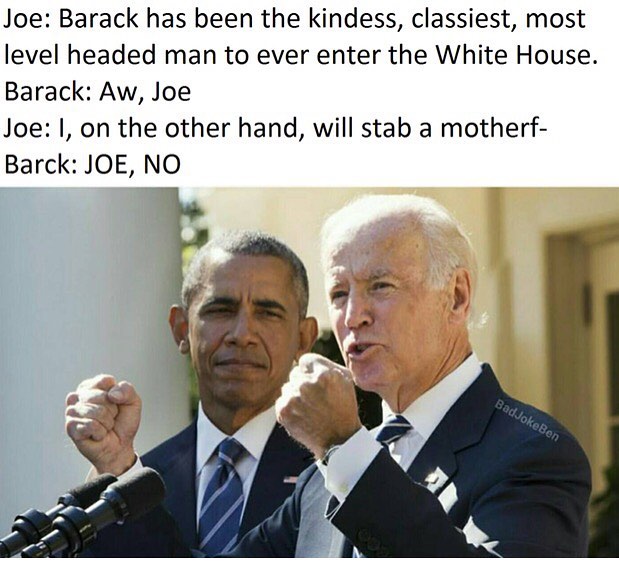 Joe: Barack has been the kindess, classiest, most
level headed man to ever enter the White House.
Barack: Aw, Joe
Joe: I, on the other hand, will stab a motherf-
Barck: JOE, NO
BadJokeBen